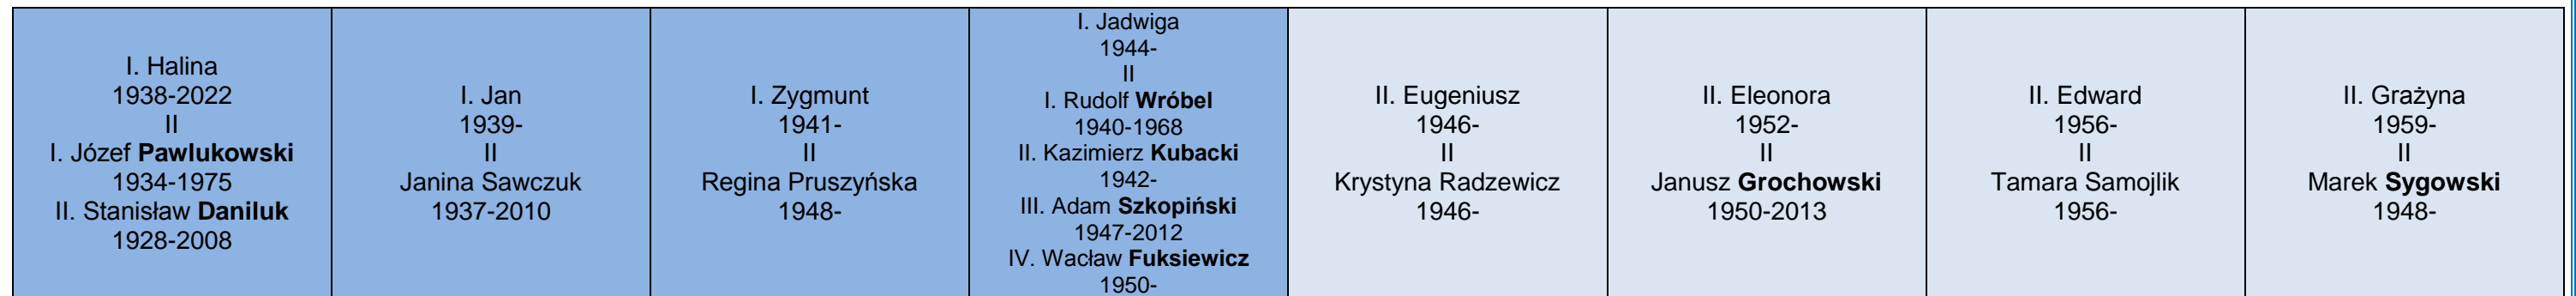 I. Halina
1938-2022
II
I. Józef Pawlukowski
1934-1975
II. Stanisław Daniluk
1928-2008
I. Jan
1939-
II
Janina Sawczuk
1937-2010
I. Zygmunt
1941-
II
Regina Pruszyńska
1948-
I. Jadwiga
1944-
II
I. Rudolf Wróbel
1940-1968
II. Kazimierz Kubacki
1942-
III. Adam Szkopiński
1947-2012
IV. Wacław Fuksiewicz
1950-
II. Eugeniusz
1946-
II
Krystyna Radzewicz
1946-
II. Eleonora
1952-
II
Janusz Grochowski
1950-2013
II. Edward
1956-
II
Tamara Samojlik
1956-
II. Grażyna
1959-
II
Marek Sygowski
1948-